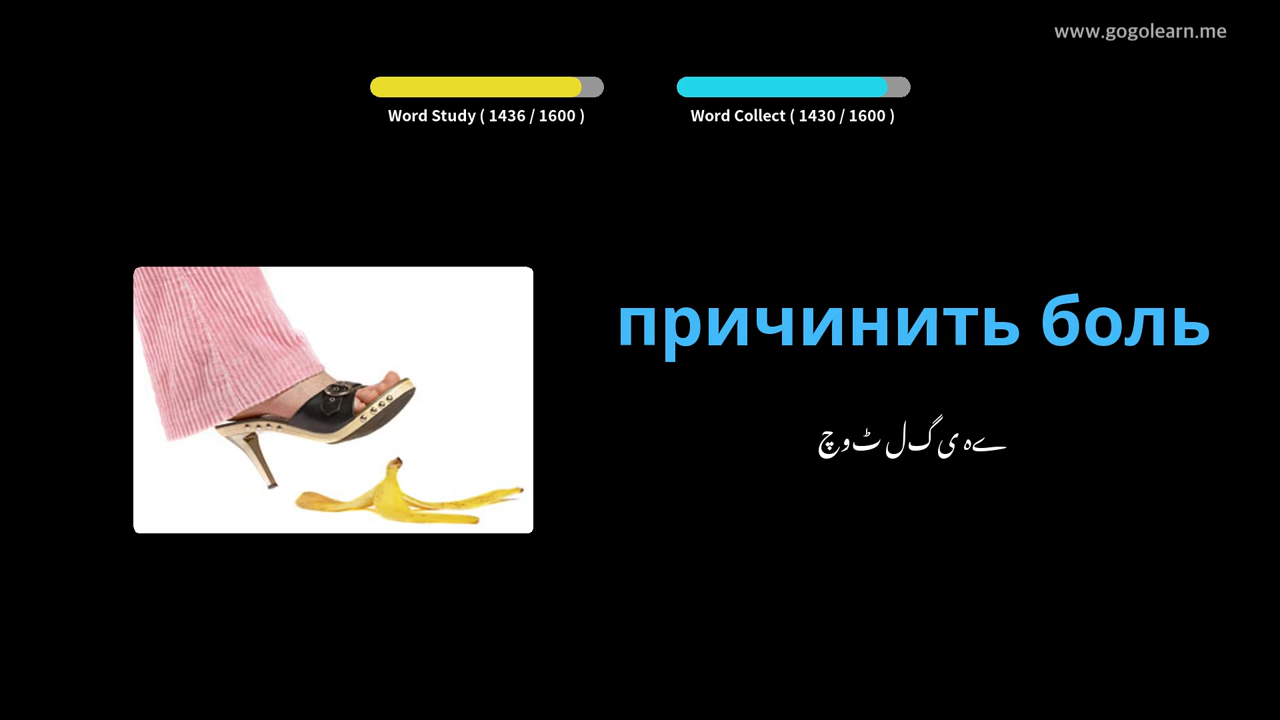 www.gogolearn.me
Word Study ( 1436 / 1600 )
Word Collect ( 1430 / 1600 )
причинить боль
چوٹ لگی ہے